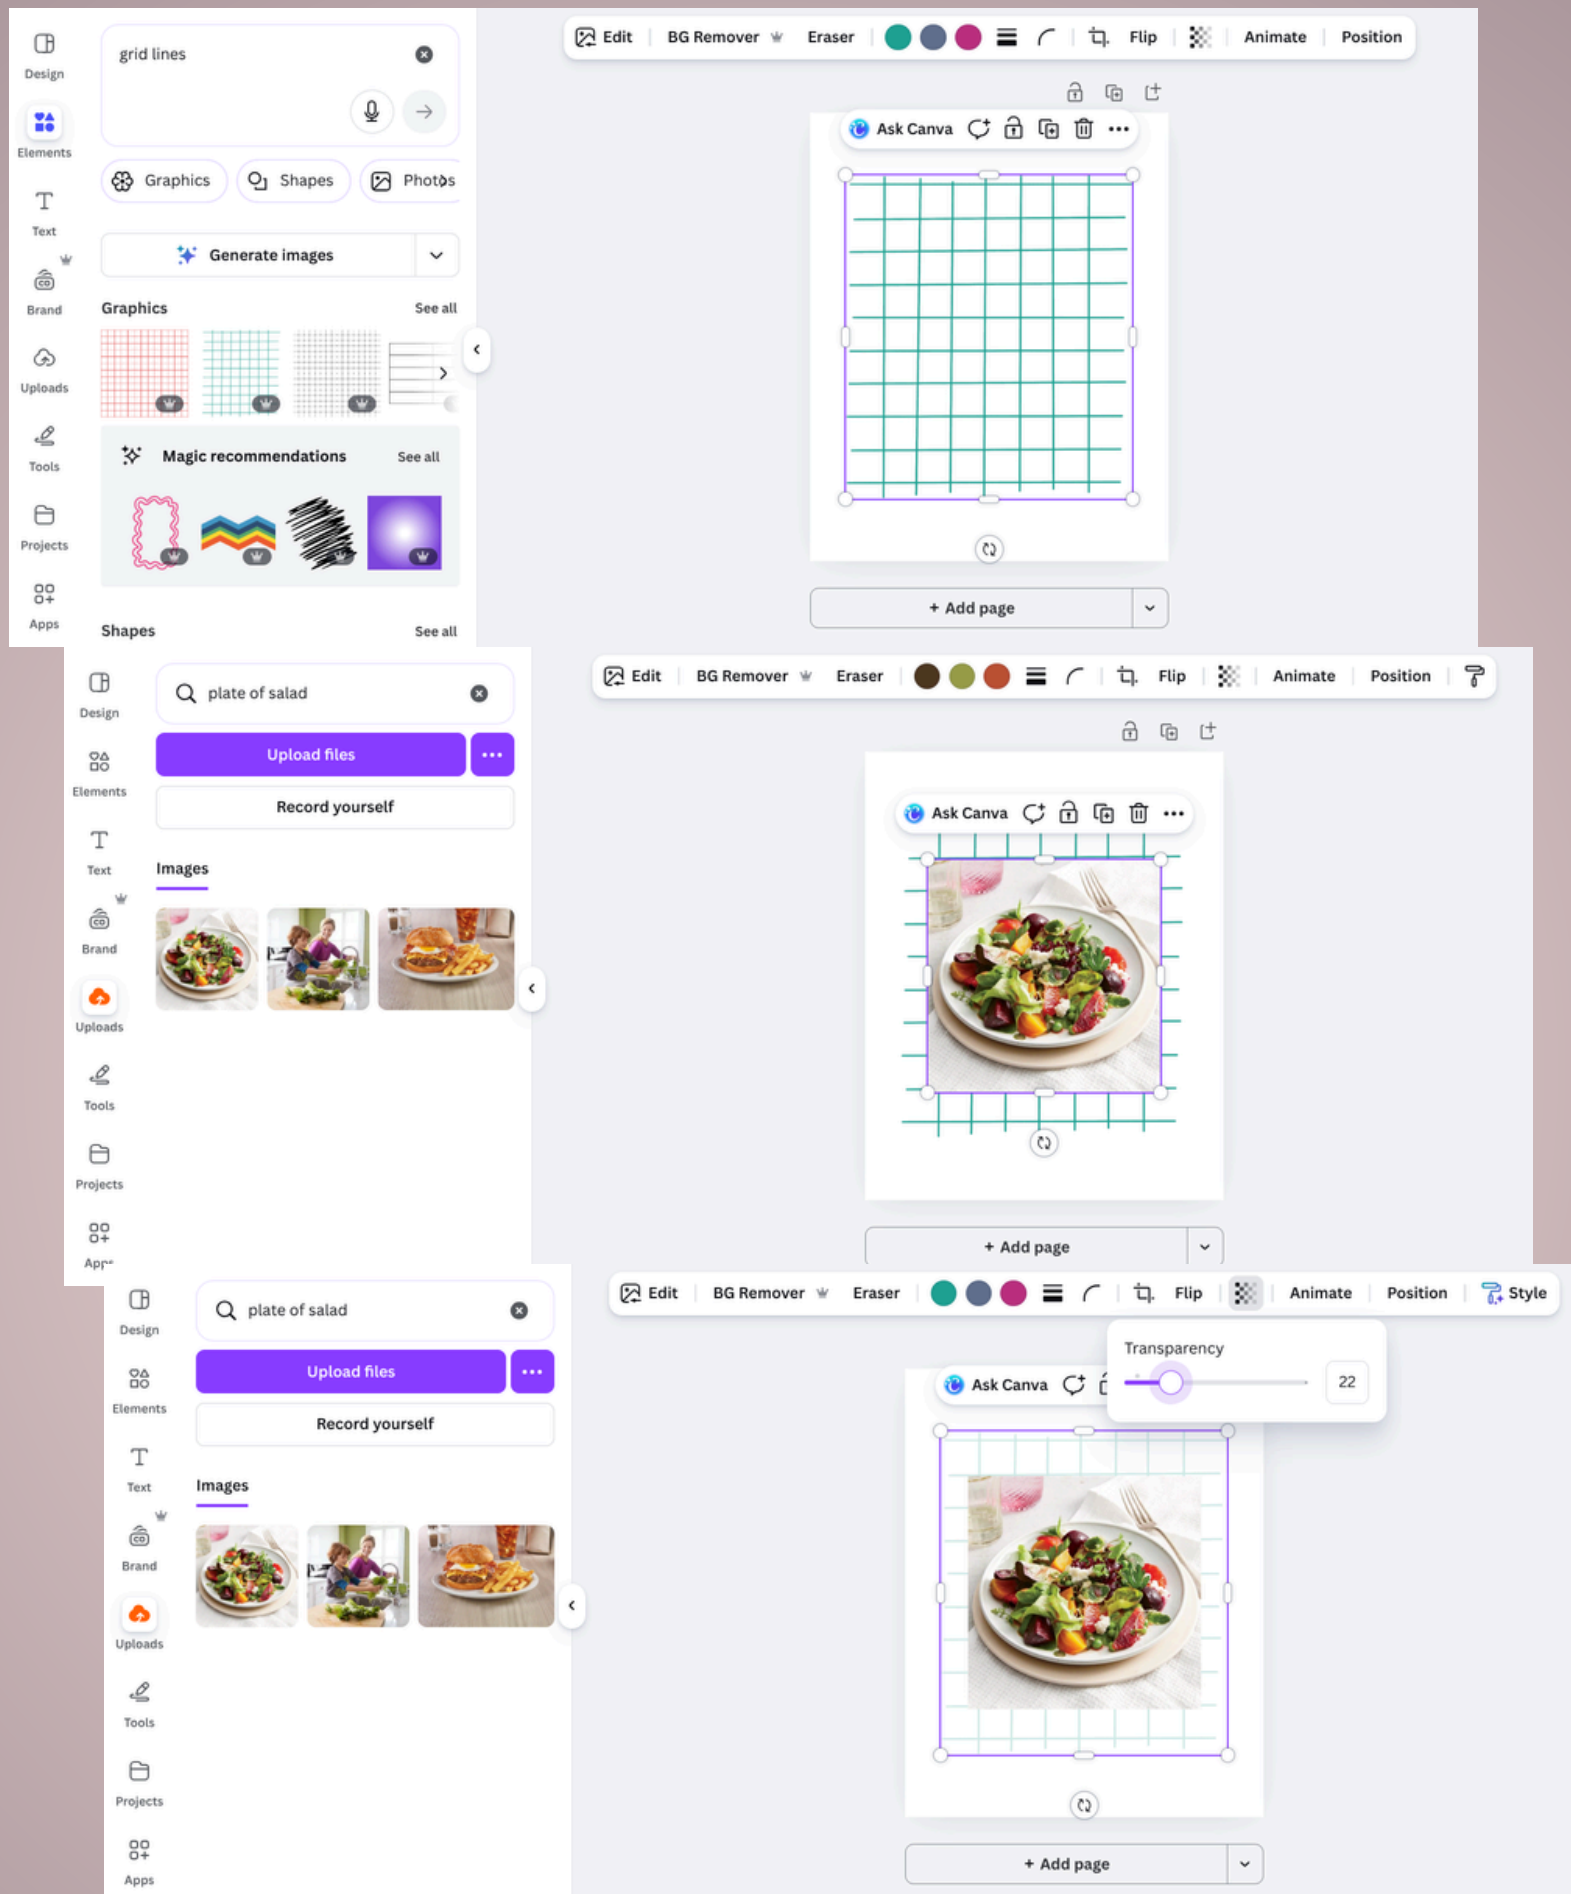 grid lines
Design
Elements
Text
Brand
Uploads
Tools
Projects
Apps
Graphics Shapes Photos
Generate images
Graphics See all
Magic recommendations See all
Shapes See all
Edit BG Remover Eraser Flip Animate Position
Ask Canva
+ Add page
plate of salad
Upload files
Record yourself
Images
Design
Elements
Text
Brand
Uploads
Tools
Projects
Apps
Edit BG Remover Eraser Flip Animate Position
Ask Canva
+ Add page
plate of salad
Upload files
Record yourself
Images
Design
Elements
Text
Brand
Uploads
Tools
Projects
Apps
Edit BG Remover Eraser Flip Animate Position Style
Transparency
22
Ask Canva
+ Add page